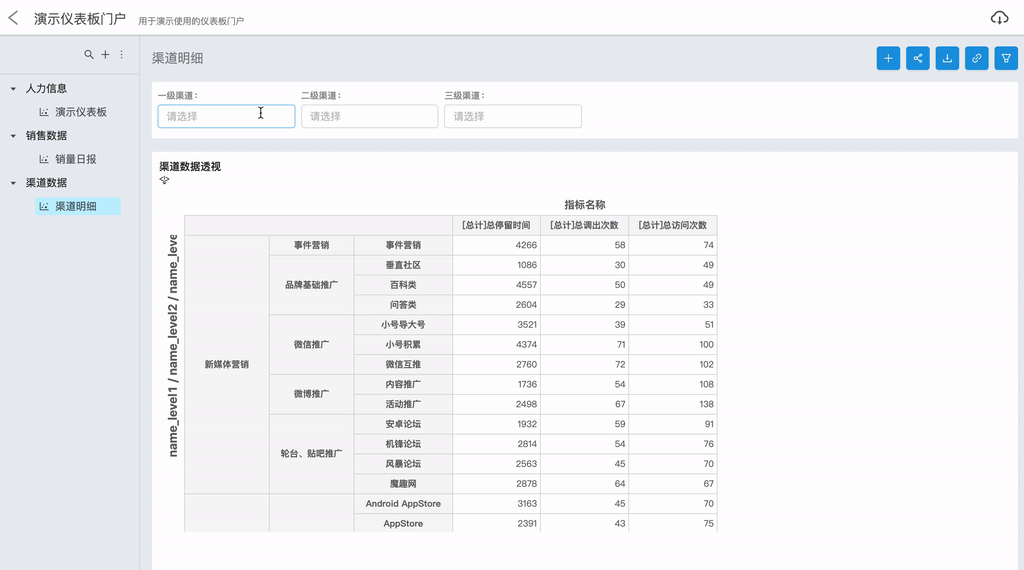 演示仪表板门户 用于演示使用的仪表板门户
人力信息
演示仪表板
销售数据
销量日报
渠道数据
渠道明细
渠道明细
一级渠道： 二级渠道： 三级渠道：
请选择 请选择 请选择
渠道数据透视
指标名称
[总计]总停留时间 [总计]总调出次数 [总计]总访问次数
name_level1 / name_level2 / name_leve
新媒体营销
事件营销 事件营销 4266 58 74
品牌基础推广
垂直社区 1086 30 49
百科类 4557 50 49
问答类 2604 29 33
微信推广
小号导大号 3521 39 51
小号积累 4374 71 100
微信互推 2760 72 102
微博推广
内容推广 1736 54 108
活动推广 2498 67 138
轮台、贴吧推广
安卓论坛 1932 59 91
机锋论坛 2814 54 76
风暴论坛 2563 45 70
魔趣网 2878 64 67
Android AppStore 3163 45 70
AppStore 2391 43 75